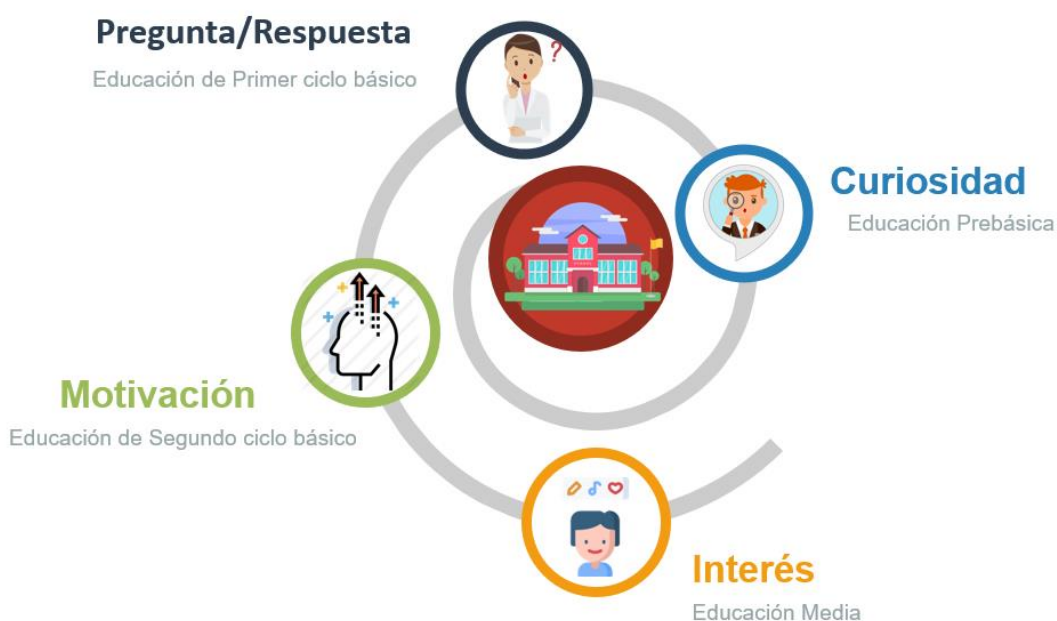 Pregunta/Respuesta
Educación de Primer ciclo básico
Curiosidad
Educación Prebásica
Motivación
Educación de Segundo ciclo básico
Interés
Educación Media